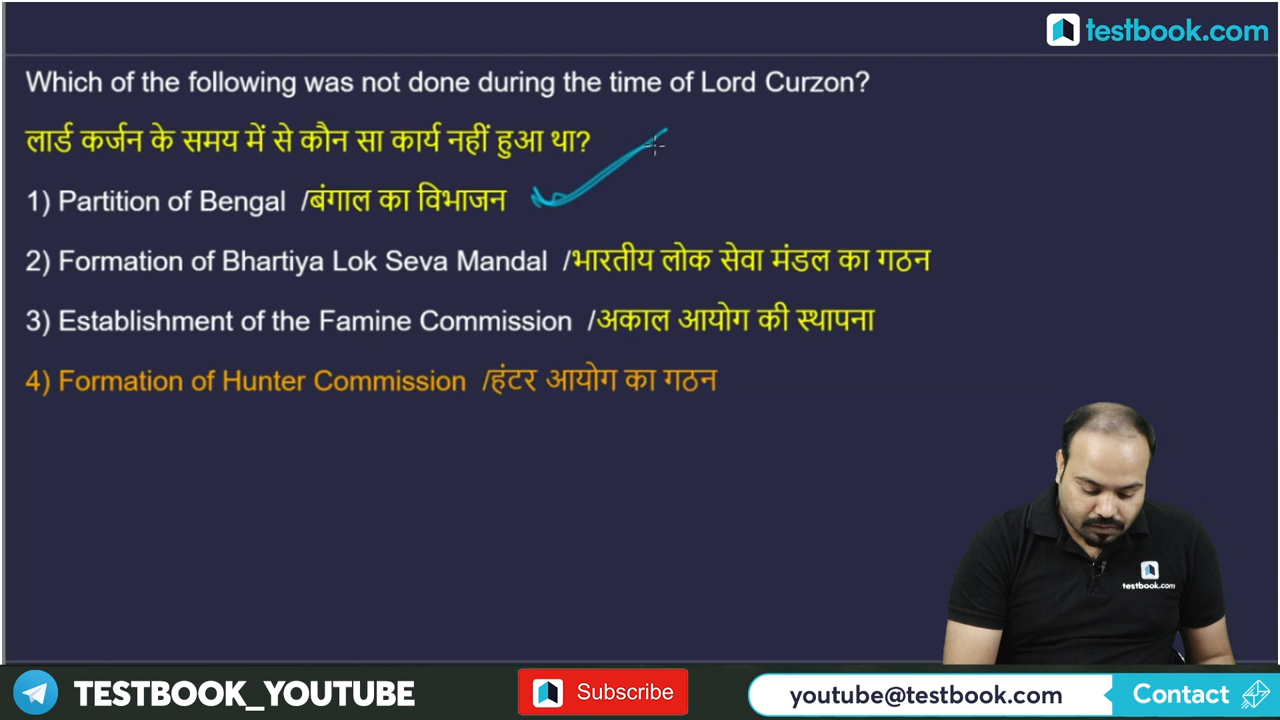 testbook.com
Which of the following was not done during the time of Lord Curzon?
लार्ड कर्जन के समय में से कौन सा कार्य नहीं हुआ था?
1) Partition of Bengal /बंगाल का विभाजन
2) Formation of Bhartiya Lok Seva Mandal /भारतीय लोक सेवा मंडल का गठन
3) Establishment of the Famine Commission /अकाल आयोग की स्थापना
4) Formation of Hunter Commission /हंटर आयोग का गठन
testbook.com
TESTBOOK_YOUTUBE
Subscribe
youtube@testbook.com
Contact